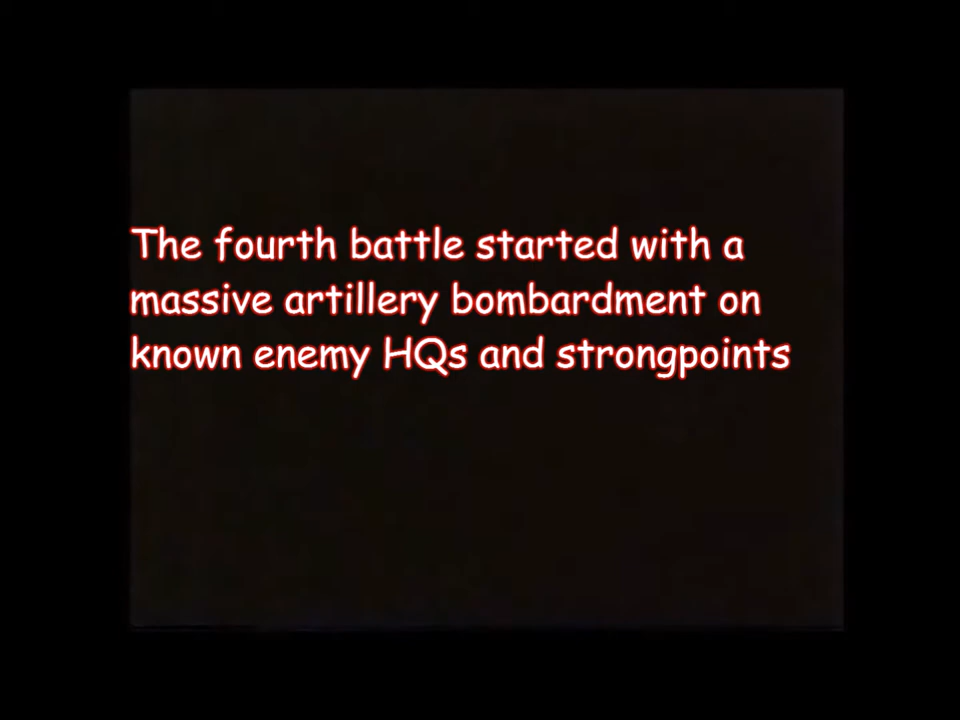 The fourth battle started with a
massive artillery bombardment on
known enemy HQs and strongpoints